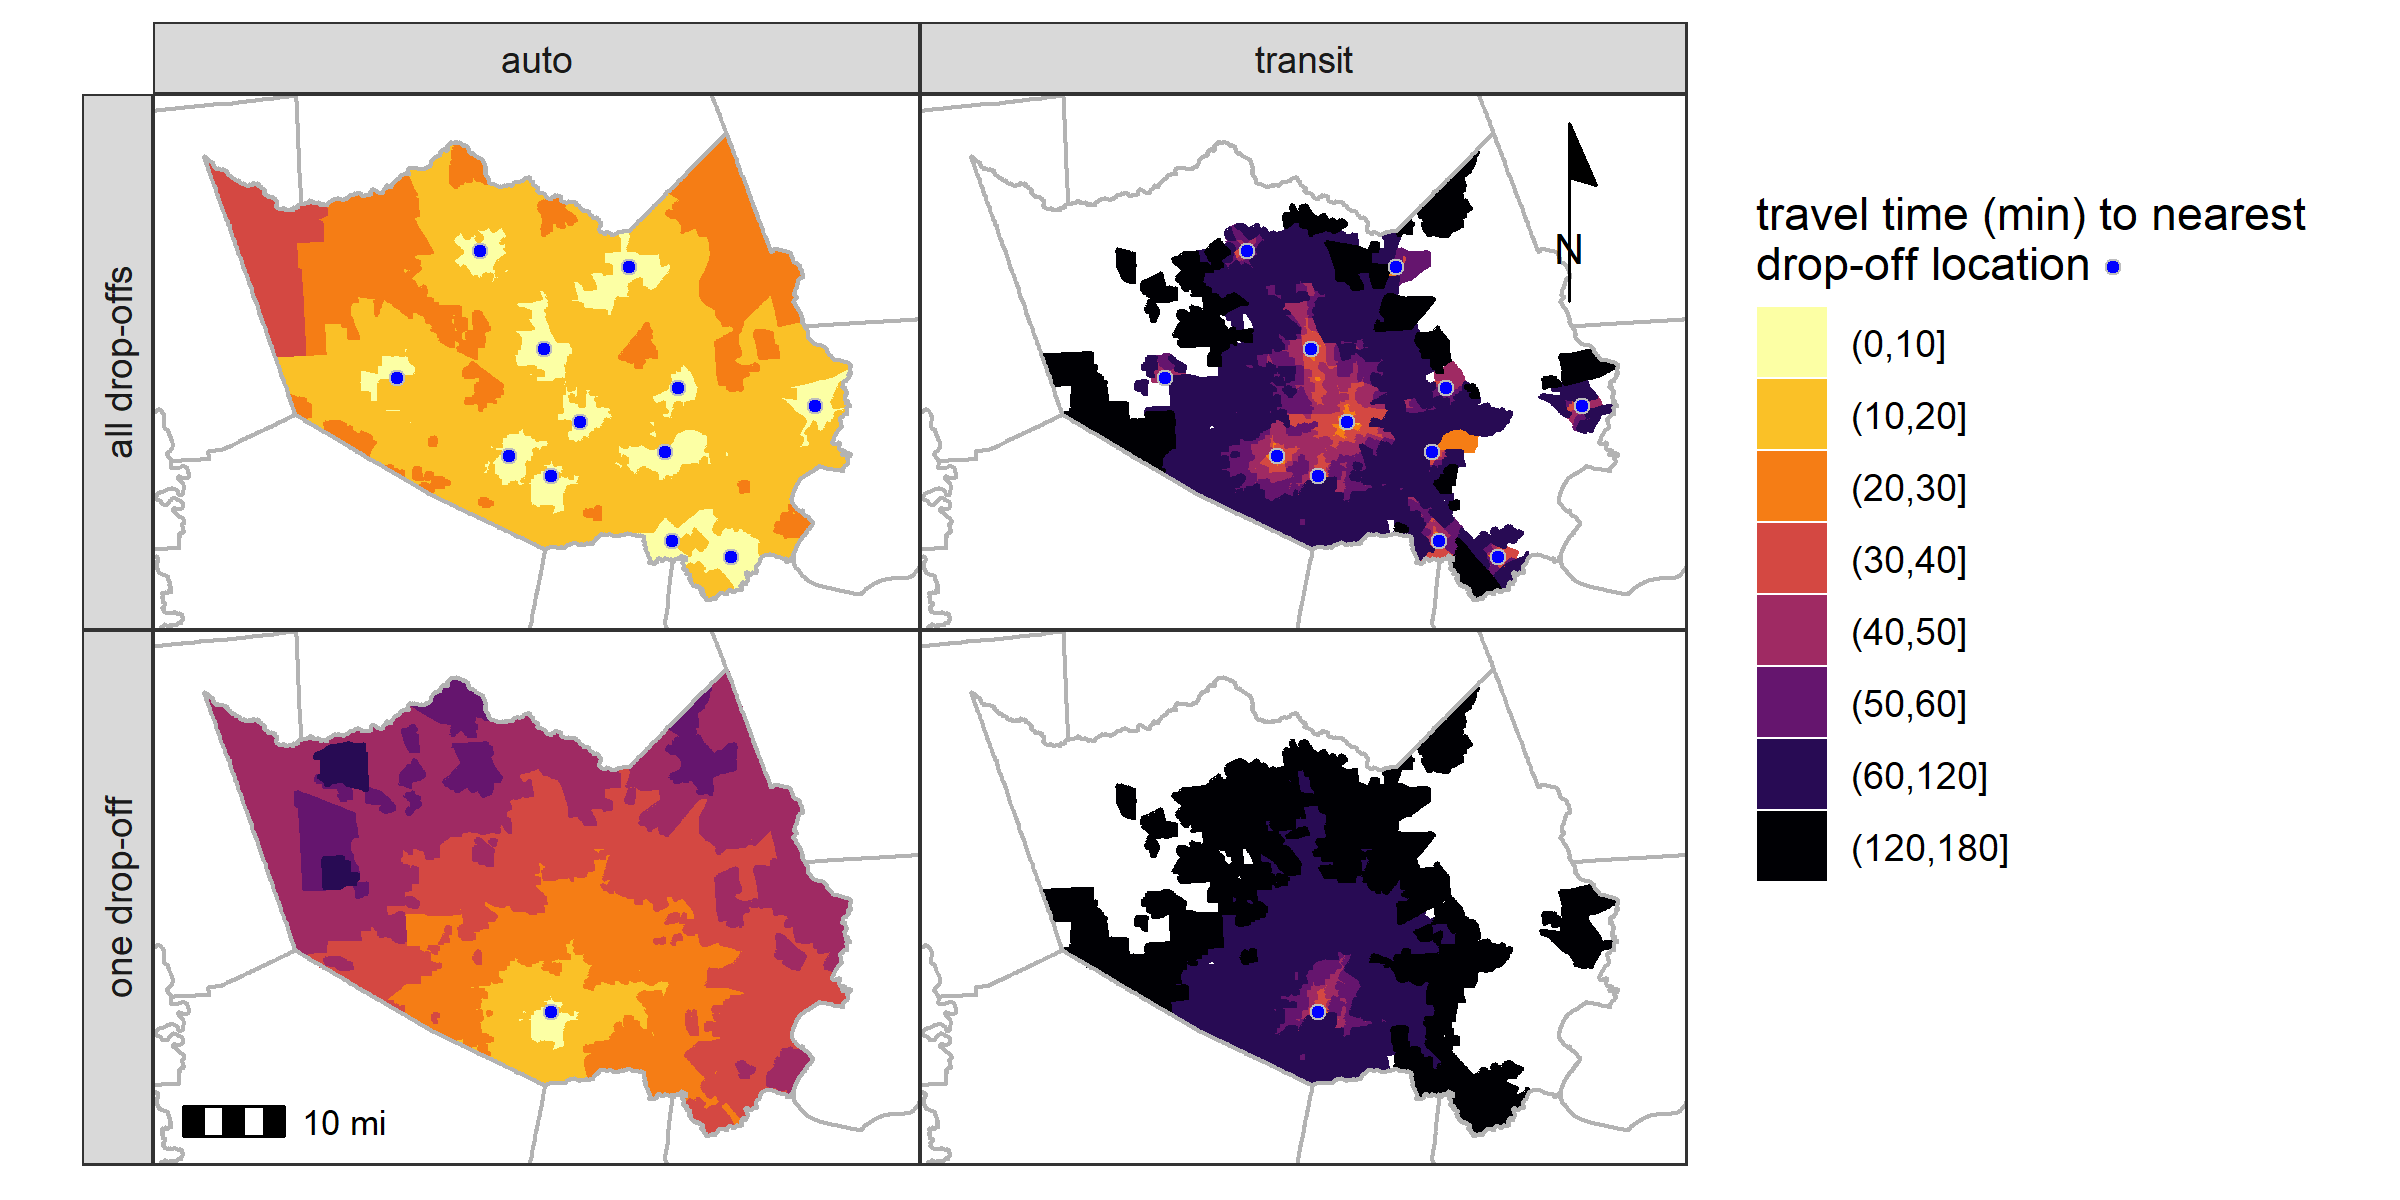 auto
transit
all drop-offs
one drop-off
N
10 mi
travel time (min) to nearest
drop-off location
(0,10]
(10,20]
(20,30]
(30,40]
(40,50]
(50,60]
(60,120]
(120,180]